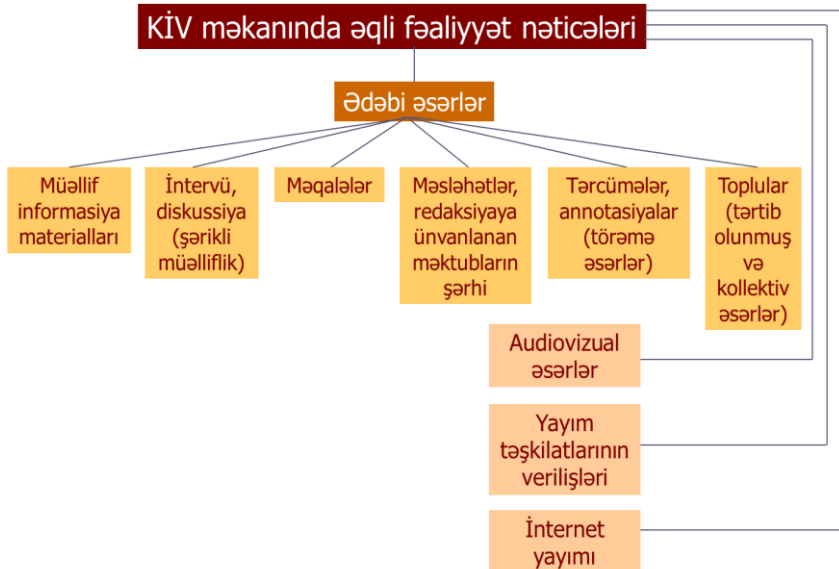 KİV məkanında əqli fəaliyyət nəticələri
Ədəbi əsərlər
Müəllif
informasiya
materialları
İntervü,
diskussiya
(şərikli
müəlliflik)
Məqalələr
Məsləhətlər,
redaksiyaya
ünvanlanan
məktubların
şərhi
Tərcümələr,
annotasiyalar
(törəmə
əsərlər)
Toplular
(tərtib
olunmuş
və
kollektiv
əsərlər)
Audiovizual
əsərlər
Yayım
təşkilatlarının
verilişləri
İnternet
yayımı